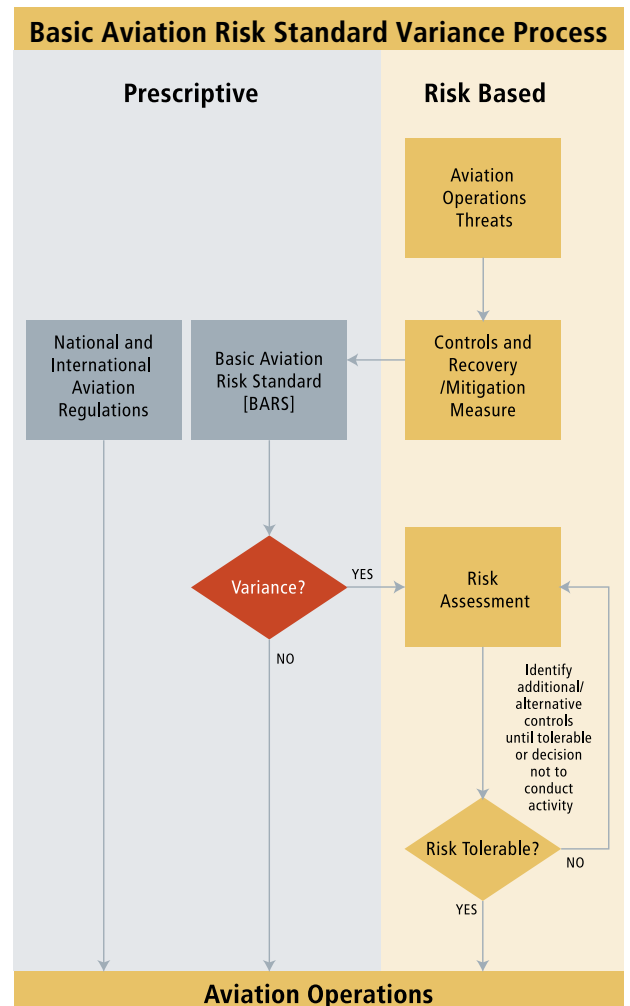 Basic Aviation Risk Standard Variance Process
Prescriptive
Risk Based
Aviation
Operations
Threats
National and
International
Aviation
Regulations
Basic Aviation
Risk Standard
[BARS]
Controls and
Recovery
/Mitigation
Measure
Variance?
YES
NO
Risk
Assessment
Identify
additional/
alternative
controls
until tolerable
or decision
not to
conduct
activity
Risk Tolerable?
NO
YES
Aviation Operations